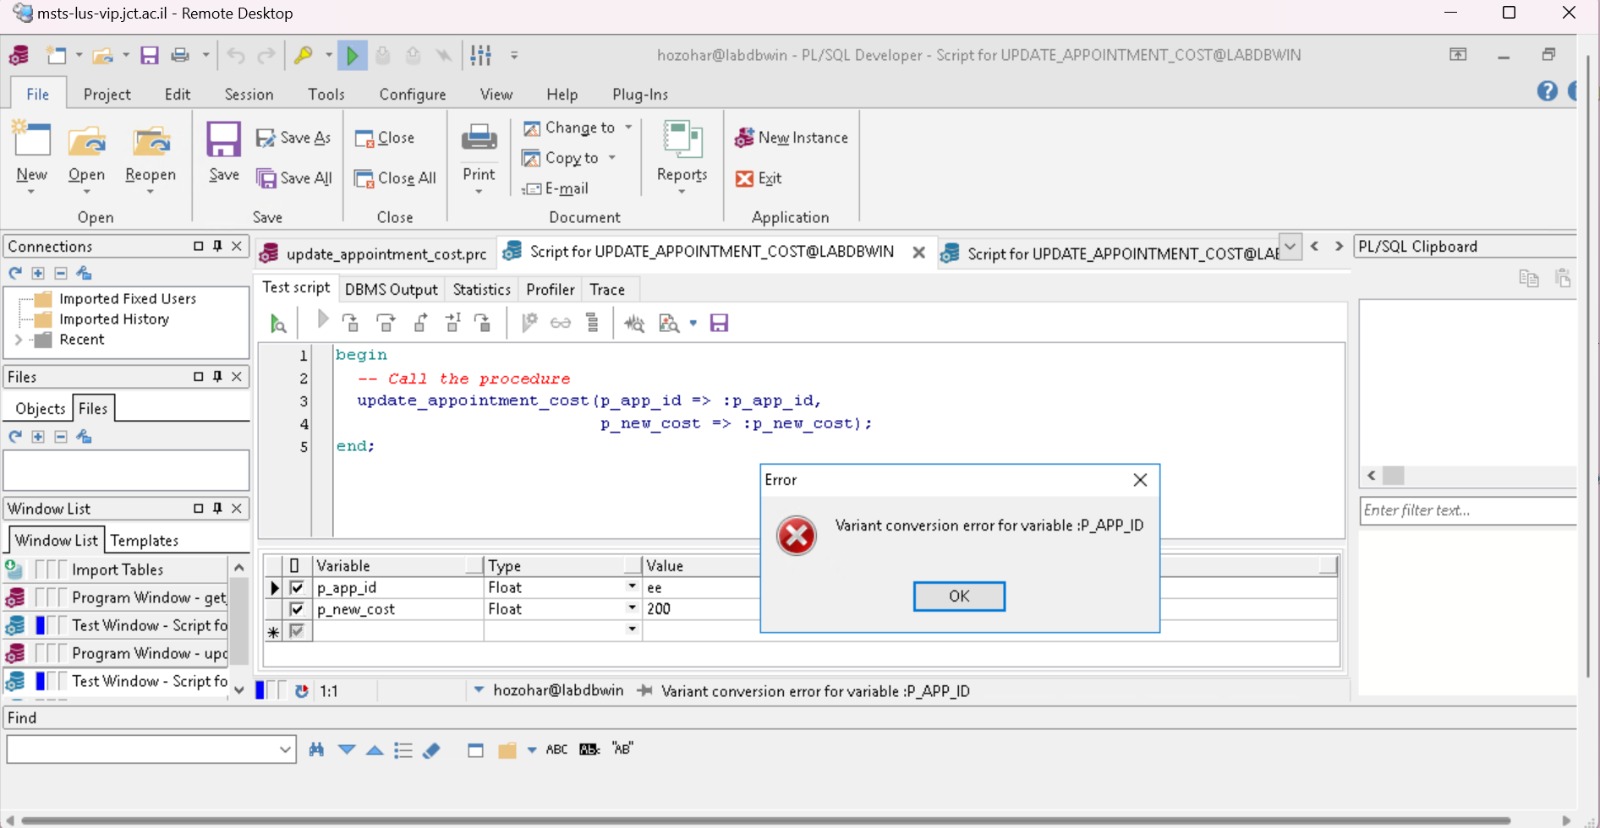 msts-lus-vip.jct.ac.il - Remote Desktop
hozohar@labdbwin - PL/SQL Developer - Script for UPDATE_APPOINTMENT_COST@LABDBWIN
File Project Edit Session Tools Configure View Help Plug-Ins
New Open Reopen
Open
Save Save As Save All
Save
Close Close All
Close
Print Change to Copy to E-mail
Document
Reports
New Instance
Exit
Application
Connections
Imported Fixed Users
Imported History
Recent
Files
Objects Files
Window List
Window List Templates
Import Tables
Program Window - get
Test Window - Script fo
Program Window - upd
Test Window - Script fo
update_appointment_cost.prc Script for UPDATE_APPOINTMENT_COST@LABDBWIN Script for UPDATE_APPOINTMENT_COST@LAB
Test script DBMS Output Statistics Profiler Trace
1 begin
2 -- Call the procedure
3 update_appointment_cost(p_app_id => :p_app_id,
4 p_new_cost => :p_new_cost);
5 end;
Error
Variant conversion error for variable :P_APP_ID
OK
Variable Type Value
p_app_id Float ee
p_new_cost Float 200
1:1 hozohar@labdbwin Variant conversion error for variable :P_APP_ID
PL/SQL Clipboard
Enter filter text...
Find
ABC AB "AB"